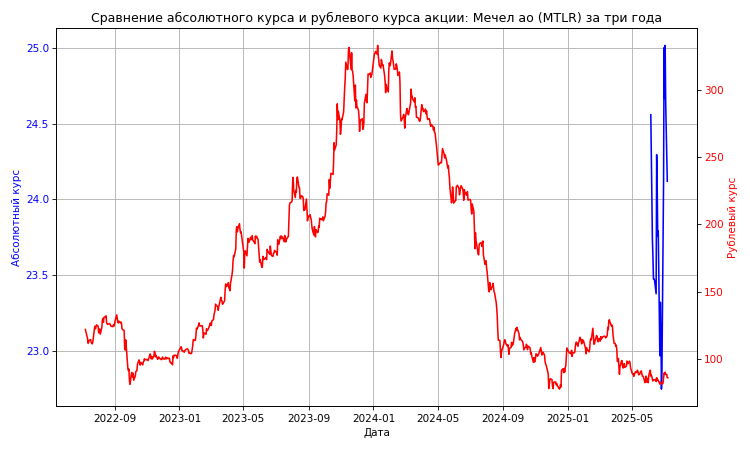 Сравнение абсолютного курса и рублевого курса акции: Мечел ао (MTLR) за три года
Абсолютный курс
25.0
24.5
24.0
23.5
23.0
300
250
200
150
100
Рублевый курс
2022-09 2023-01 2023-05 2023-09 2024-01 2024-05 2024-09 2025-01 2025-05
Дата